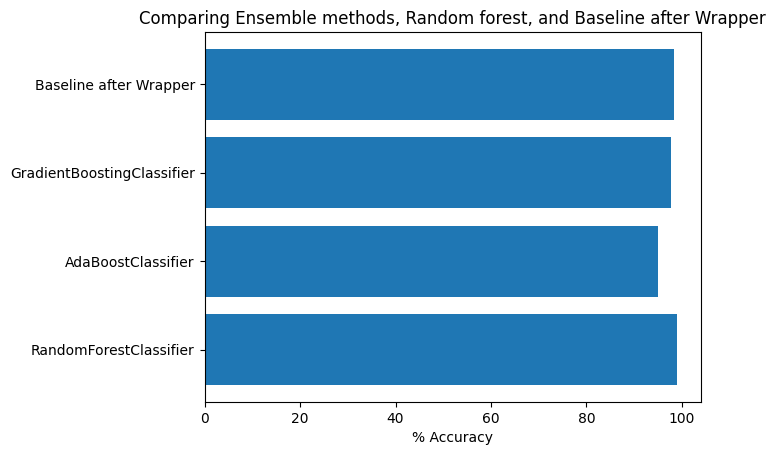 Comparing Ensemble methods, Random forest, and Baseline after Wrapper
Baseline after Wrapper
GradientBoostingClassifier
AdaBoostClassifier
RandomForestClassifier
0 20 40 60 80 100
% Accuracy